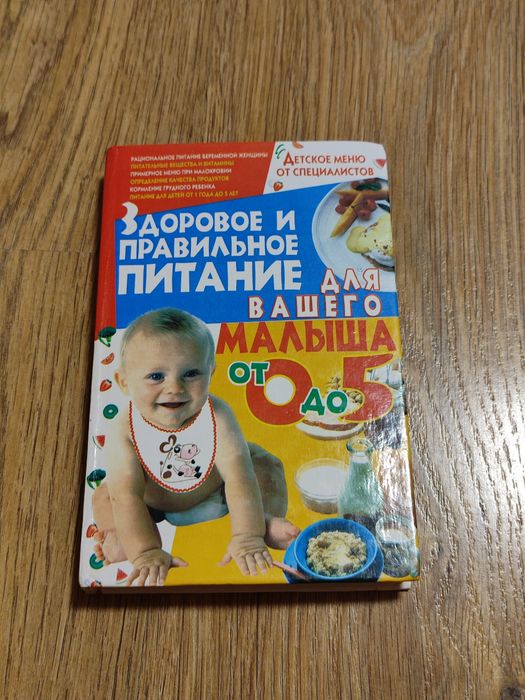 РАЦИОНАЛЬНОЕ ПИТАНИЕ БЕРЕМЕННОЙ ЖЕНЩИНЫ
ПИТАТЕЛЬНЫЕ ВЕЩЕСТВА И ВИТАМИНЫ
ПРИМЕРНОЕ МЕНЮ ПРИ МАЛОКРОВИИ
ОПРЕДЕЛЕНИЕ КАЧЕСТВА ПРОДУКТОВ
КОРМЛЕНИЕ ГРУДНОГО РЕБЕНКА
ПИТАНИЕ ДЛЯ ДЕТЕЙ ОТ 1 ГОДА ДО 5 ЛЕТ
ДЕТСКОЕ МЕНЮ
ОТ СПЕЦИАЛИСТОВ
ЗДОРОВОЕ И
ПРАВИЛЬНОЕ
ПИТАНИЕ ДЛЯ
ВАШЕГО
МАЛЫША
ОТ 0 ДО 5